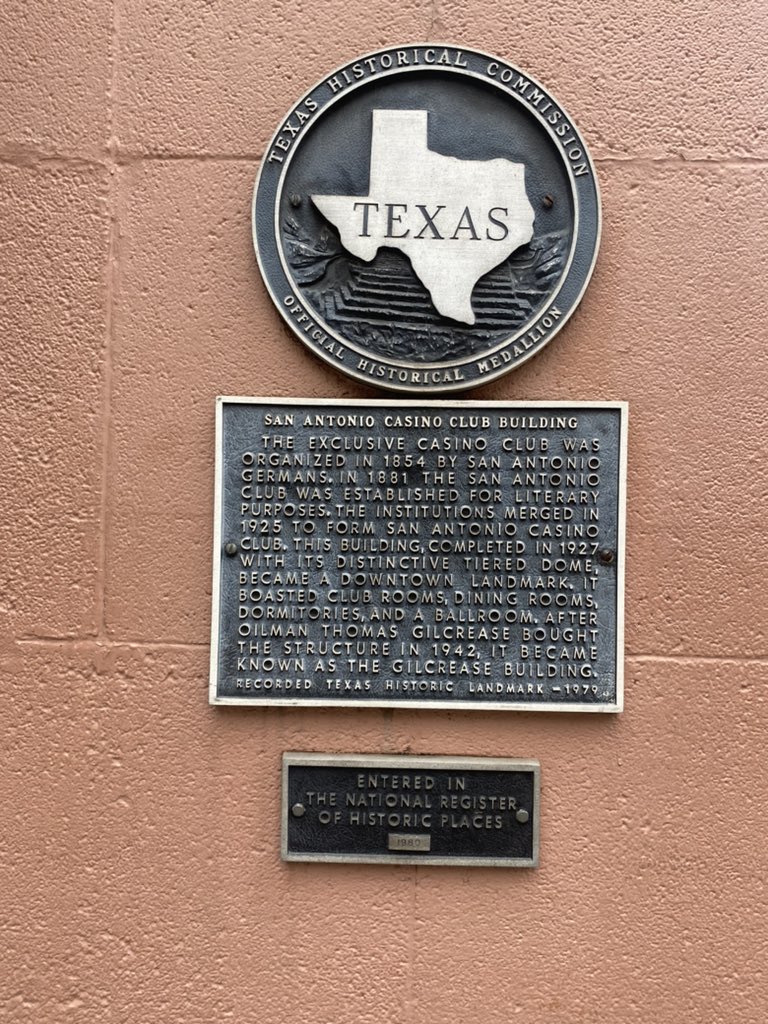 TEXAS HISTORICAL COMMISSION
TEXAS
OFFICIAL HISTORICAL MEDALLION
SAN ANTONIO CASINO CLUB BUILDING
THE EXCLUSIVE CASINO CLUB WAS
ORGANIZED IN 1854 BY SAN ANTONIO
GERMANS. IN 1881 THE SAN ANTONIO
CLUB WAS ESTABLISHED FOR LITERARY
PURPOSES. THE INSTITUTIONS MERGED IN
1925 TO FORM SAN ANTONIO CASINO
CLUB. THIS BUILDING, COMPLETED IN 1927
WITH ITS DISTINCTIVE TIERED DOME,
BECAME A DOWNTOWN LANDMARK. IT
BOASTED CLUB ROOMS, DINING ROOMS,
DORMITORIES, AND A BALLROOM. AFTER
OILMAN THOMAS GILCREASE BOUGHT
THE STRUCTURE IN 1942, IT BECAME
KNOWN AS THE GILCREASE BUILDING.
RECORDED TEXAS HISTORIC LANDMARK - 1979
ENTERED IN
THE NATIONAL REGISTER
OF HISTORIC PLACES
1980